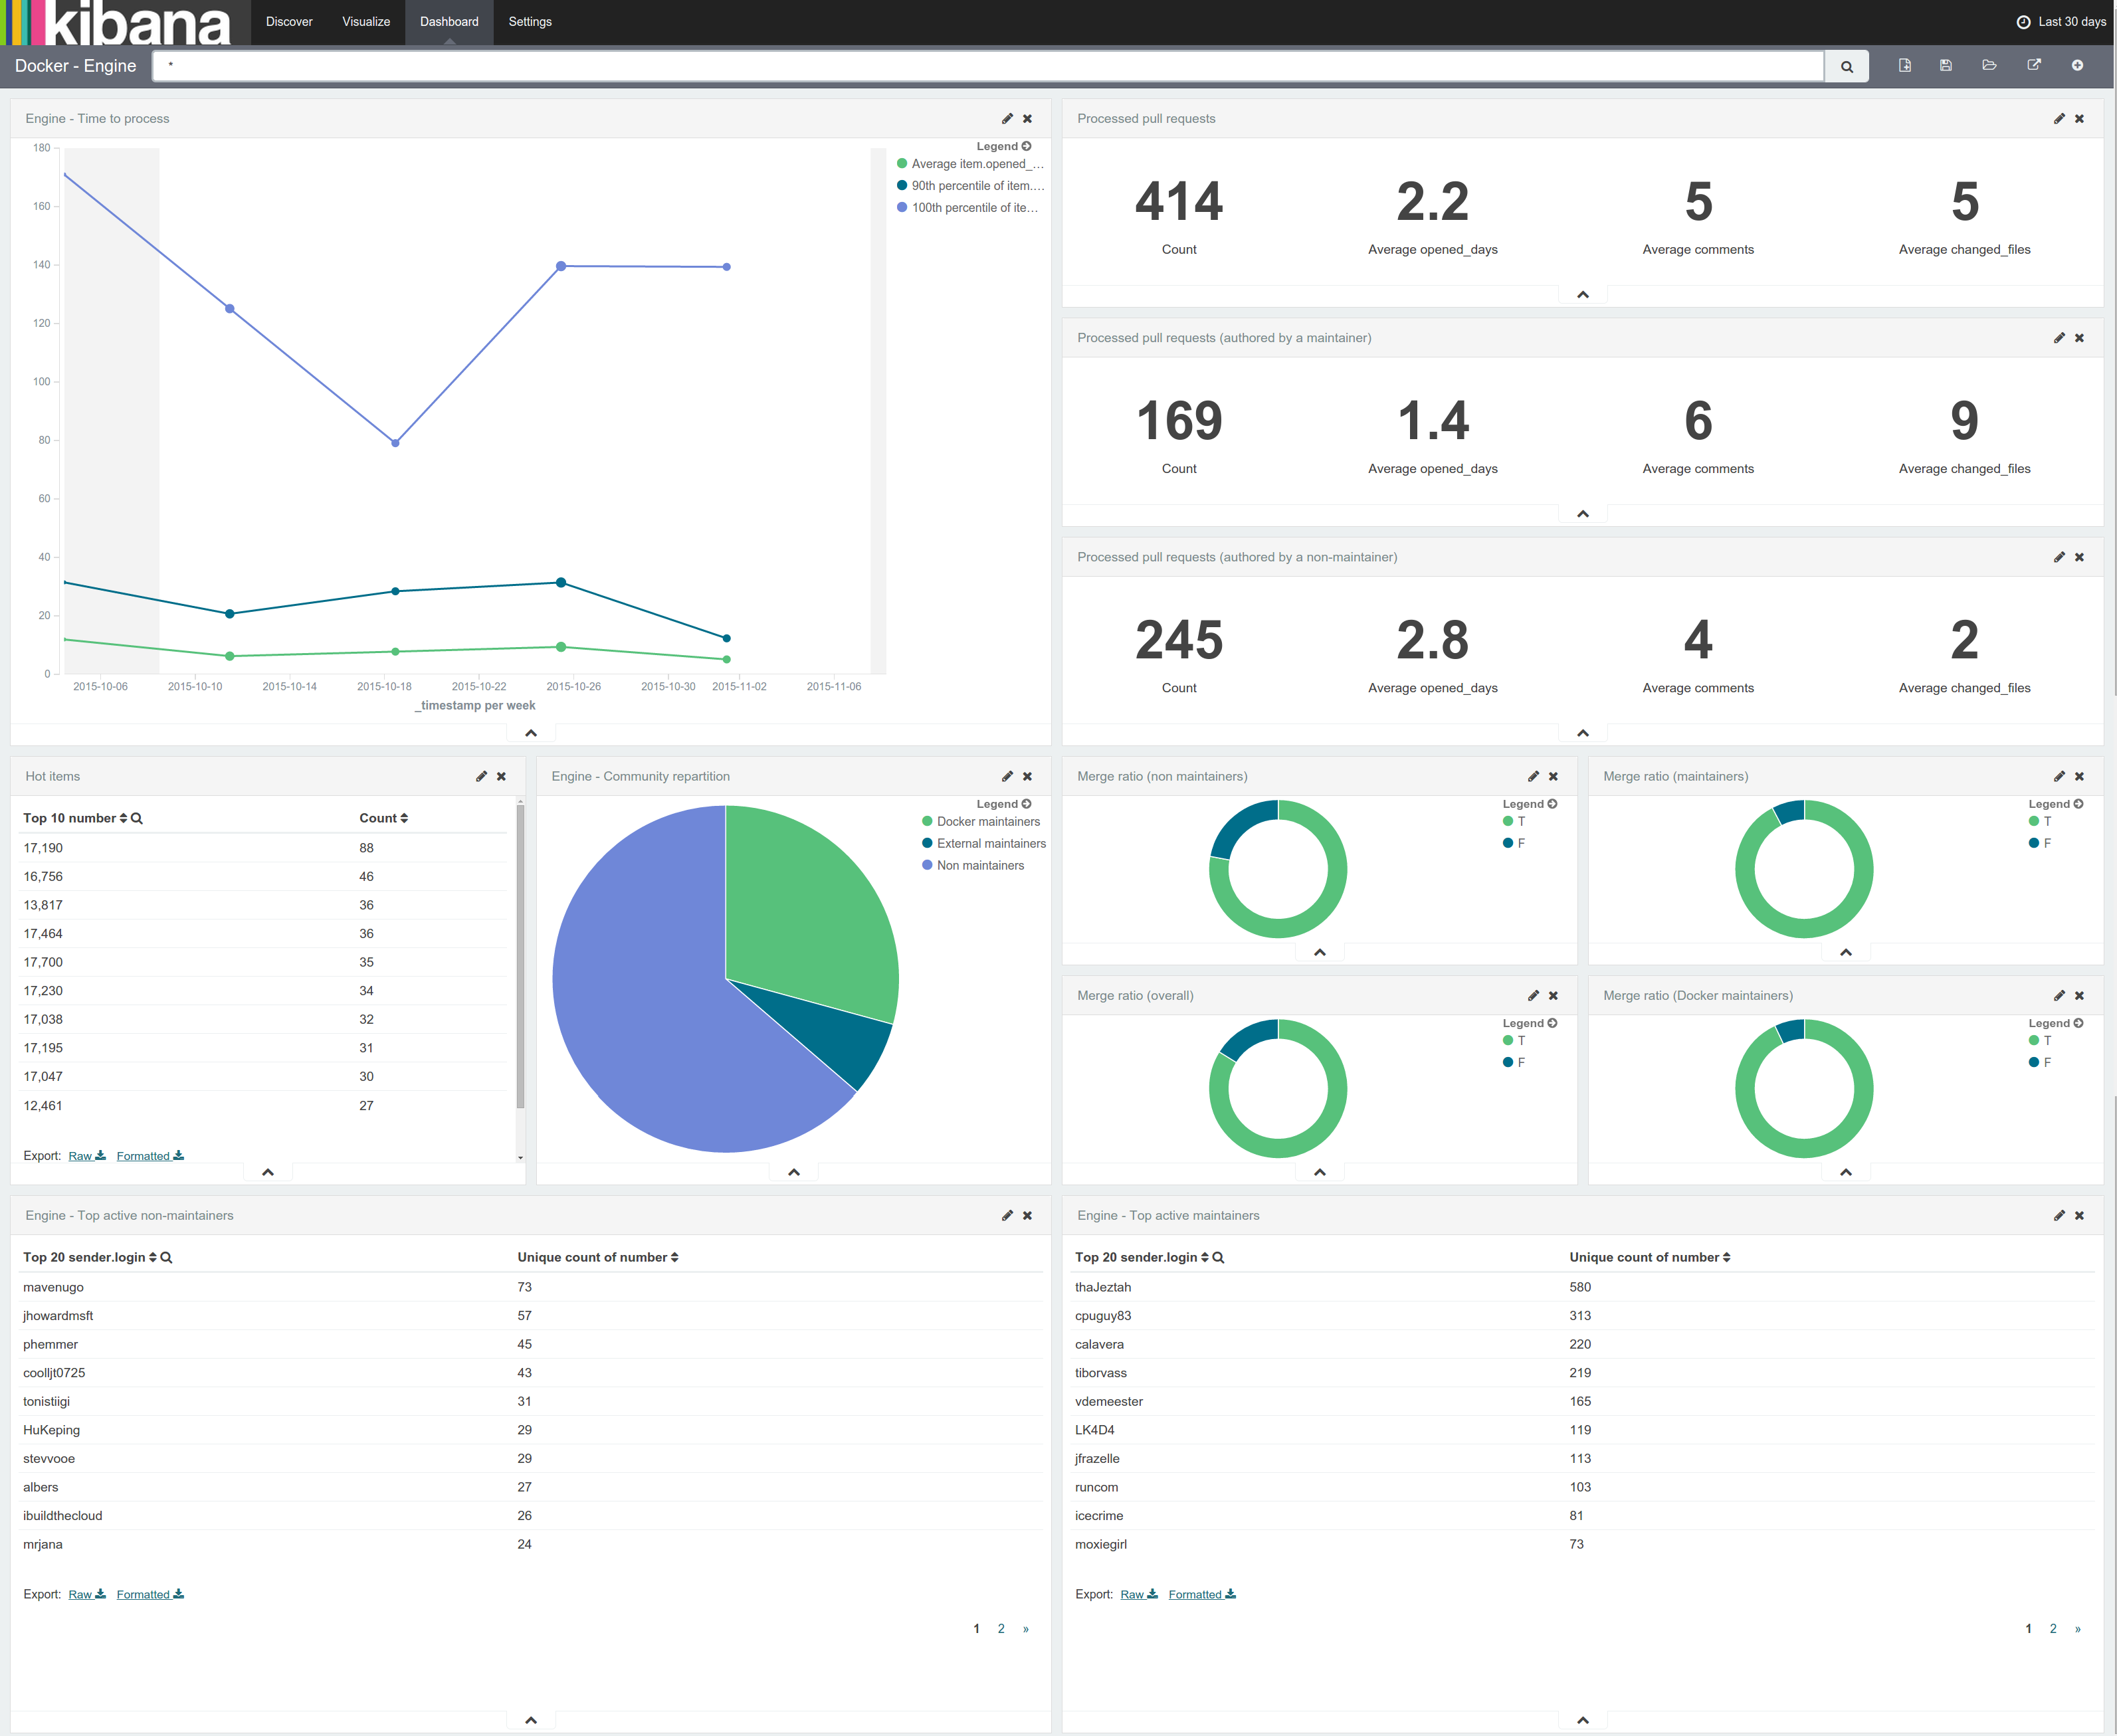 kibana Discover Visualize Dashboard Settings Last 30 days
Docker - Engine *
Engine - Time to process
Legend
Average item.opened_...
90th percentile of item....
100th percentile of ite...
180
160
140
120
100
80
60
40
20
0
2015-10-06 2015-10-10 2015-10-14 2015-10-18 2015-10-22 2015-10-26 2015-10-30 2015-11-02 2015-11-06
_timestamp per week
Processed pull requests
414 2.2 5 5
Count Average opened_days Average comments Average changed_files
Processed pull requests (authored by a maintainer)
169 1.4 6 9
Count Average opened_days Average comments Average changed_files
Processed pull requests (authored by a non-maintainer)
245 2.8 4 2
Count Average opened_days Average comments Average changed_files
Hot items
Top 10 number Count
17,190 88
16,756 46
13,817 36
17,464 36
17,700 35
17,230 34
17,038 32
17,195 31
17,047 30
12,461 27
Export: Raw Formatted
Engine - Community repartition
Legend
Docker maintainers
External maintainers
Non maintainers
Merge ratio (non maintainers)
Legend
T
F
Merge ratio (maintainers)
Legend
T
F
Merge ratio (overall)
Legend
T
F
Merge ratio (Docker maintainers)
Legend
T
F
Engine - Top active non-maintainers
Top 20 sender.login Unique count of number
mavenugo 73
jhowardmsft 57
phemmer 45
coolljt0725 43
tonistiigi 31
HuKeping 29
stevvooe 29
albers 27
ibuildthecloud 26
mrjana 24
Export: Raw Formatted
1 2 »
Engine - Top active maintainers
Top 20 sender.login Unique count of number
thaJeztah 580
cpuguy83 313
calavera 220
tiborvass 219
vdemeester 165
LK4D4 119
jfrazelle 113
runcom 103
icecrime 81
moxiegirl 73
Export: Raw Formatted
1 2 »